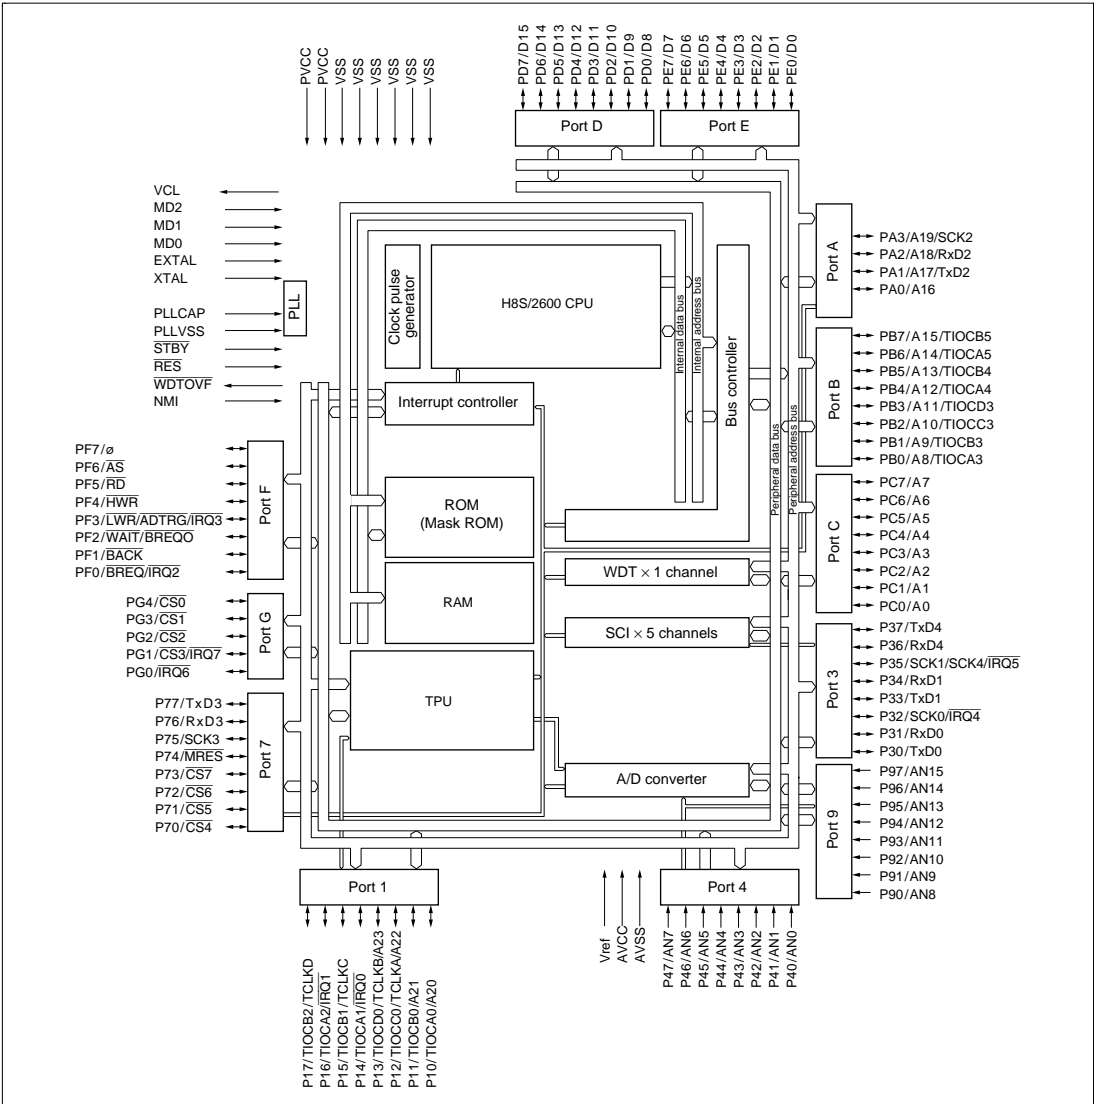 PVCC
PVCC
VSS
VSS
VSS
VSS
VSS
VSS
PD7/D15
PD6/D14
PD5/D13
PD4/D12
PD3/D11
PD2/D10
PD1/D9
PD0/D8
PE7/D7
PE6/D6
PE5/D5
PE4/D4
PE3/D3
PE2/D2
PE1/D1
PE0/D0
Port D
Port E
VCL
MD2
MD1
MD0
EXTAL
XTAL
PLLCAP
PLLVSS
STBY
RES
WDTOVF
NMI
PLL
Clock pulse
generator
H8S/2600 CPU
Internal data bus
Internal address bus
Bus controller
Peripheral data bus
Peripheral address bus
Interrupt controller
ROM
(Mask ROM)
RAM
TPU
WDT × 1 channel
SCI × 5 channels
A/D converter
Port A
PA3/A19/SCK2
PA2/A18/RxD2
PA1/A17/TxD2
PA0/A16
Port B
PB7/A15/TIOCB5
PB6/A14/TIOCA5
PB5/A13/TIOCB4
PB4/A12/TIOCA4
PB3/A11/TIOCD3
PB2/A10/TIOCC3
PB1/A9/TIOCB3
PB0/A8/TIOCA3
Port C
PC7/A7
PC6/A6
PC5/A5
PC4/A4
PC3/A3
PC2/A2
PC1/A1
PC0/A0
Port 3
P37/TxD4
P36/RxD4
P35/SCK1/SCK4/IRQ5
P34/RxD1
P33/TxD1
P32/SCK0/IRQ4
P31/RxD0
P30/TxD0
Port 9
P97/AN15
P96/AN14
P95/AN13
P94/AN12
P93/AN11
P92/AN10
P91/AN9
P90/AN8
PF7/ø
PF6/AS
PF5/RD
PF4/HWR
PF3/LWR/ADTRG/IRQ3
PF2/WAIT/BREQO
PF1/BACK
PF0/BREQ/IRQ2
Port F
PG4/CS0
PG3/CS1
PG2/CS2
PG1/CS3/IRQ7
PG0/IRQ6
Port G
P77/TxD3
P76/RxD3
P75/SCK3
P74/MRES
P73/CS7
P72/CS6
P71/CS5
P70/CS4
Port 7
Port 1
Port 4
P17/TIOCB2/TCLKD
P16/TIOCA2/IRQ1
P15/TIOCB1/TCLKC
P14/TIOCA1/IRQ0
P13/TIOCD0/TCLKB/A23
P12/TIOCC0/TCLKA/A22
P11/TIOCB0/A21
P10/TIOCA0/A20
Vref
AVCC
AVSS
P47/AN7
P46/AN6
P45/AN5
P44/AN4
P43/AN3
P42/AN2
P41/AN1
P40/AN0